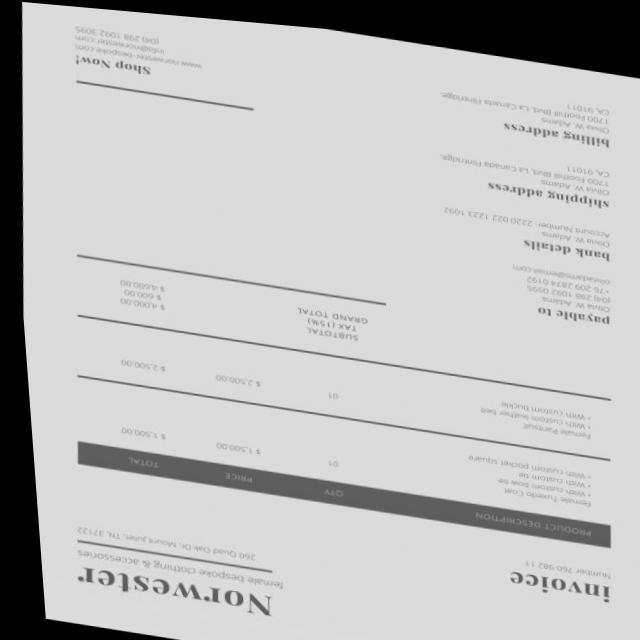 invoice
Number 760 982 11
Norwester
female bespoke clothing & accessories
260 Quad Oak Dr, Mount Juliet, TN, 37122
PRODUCT DESCRIPTION QTY PRICE TOTAL
Female Tuxedo Coat 01 $ 1,500.00 $ 1,500.00
• With custom bow tie
• With custom tie
• With custom pocket square
Female Pantsuit 01 $ 2,500.00 $ 2,500.00
• With custom leather belt
• With custom buckle
SUBTOTAL $ 4,000.00
TAX (15%) $ 600.00
GRAND TOTAL $ 4,600.00
payable to
Olivia W. Adams
(04) 298 1092 0995
+76 209 2874 0192
oliviadams@email.com
bank details
Olivia W. Adams
Account Number: 2220 022 1223 1092
shipping address
Olivia W. Adams
1700 Foothill Blvd, La Canada Flintridge,
CA, 91011
billing address
Olivia W. Adams
1700 Foothill Blvd, La Canada Flintridge,
CA, 91011
Shop Now!
www.norwester-bespoke.com
info@norwester.com
(04) 298 1092 3095